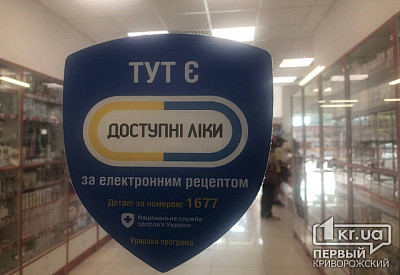 ТУТ Є
ДОСТУПНІ ЛІКИ
за електронним рецептом
Деталі за номером: 1677
Національна служба
здоров'я України
Урядова програма
1kr.ua
ПЕРВЫЙ
КРИВОРОЖСКИЙ